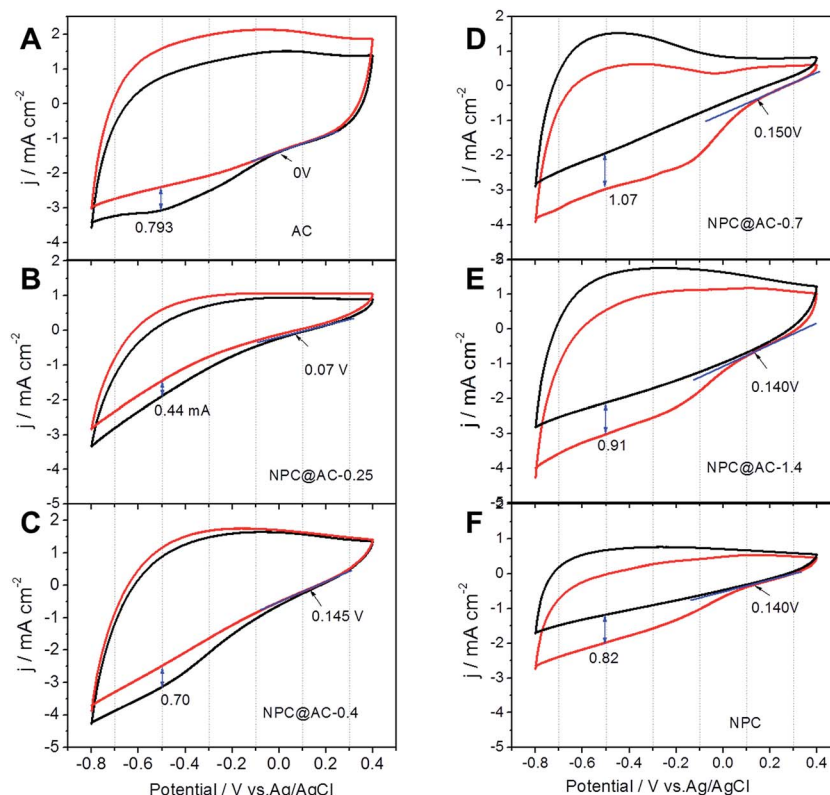 A
j / mA cm⁻²
2
1
0
-1
-2
-3
-4
0V
0.793
AC
B
j / mA cm⁻²
2
1
0
-1
-2
-3
-4
-5
0.07 V
0.44 mA
NPC@AC-0.25
C
j / mA cm⁻²
2
1
0
-1
-2
-3
-4
-5
0.145 V
0.70
NPC@AC-0.4
-0.8 -0.6 -0.4 -0.2 0.0 0.2 0.4
Potential / V vs.Ag/AgCl
D
j / mA cm⁻²
2
1
0
-1
-2
-3
-4
0.150V
1.07
NPC@AC-0.7
E
j / mA cm⁻²
2
1
0
-1
-2
-3
-4
0.140V
0.91
NPC@AC-1.4
F
j / mA cm⁻²
2
1
0
-1
-2
-3
-4
-5
0.140V
0.82
NPC
-0.8 -0.6 -0.4 -0.2 0.0 0.2 0.4
Potential / V vs.Ag/AgCl